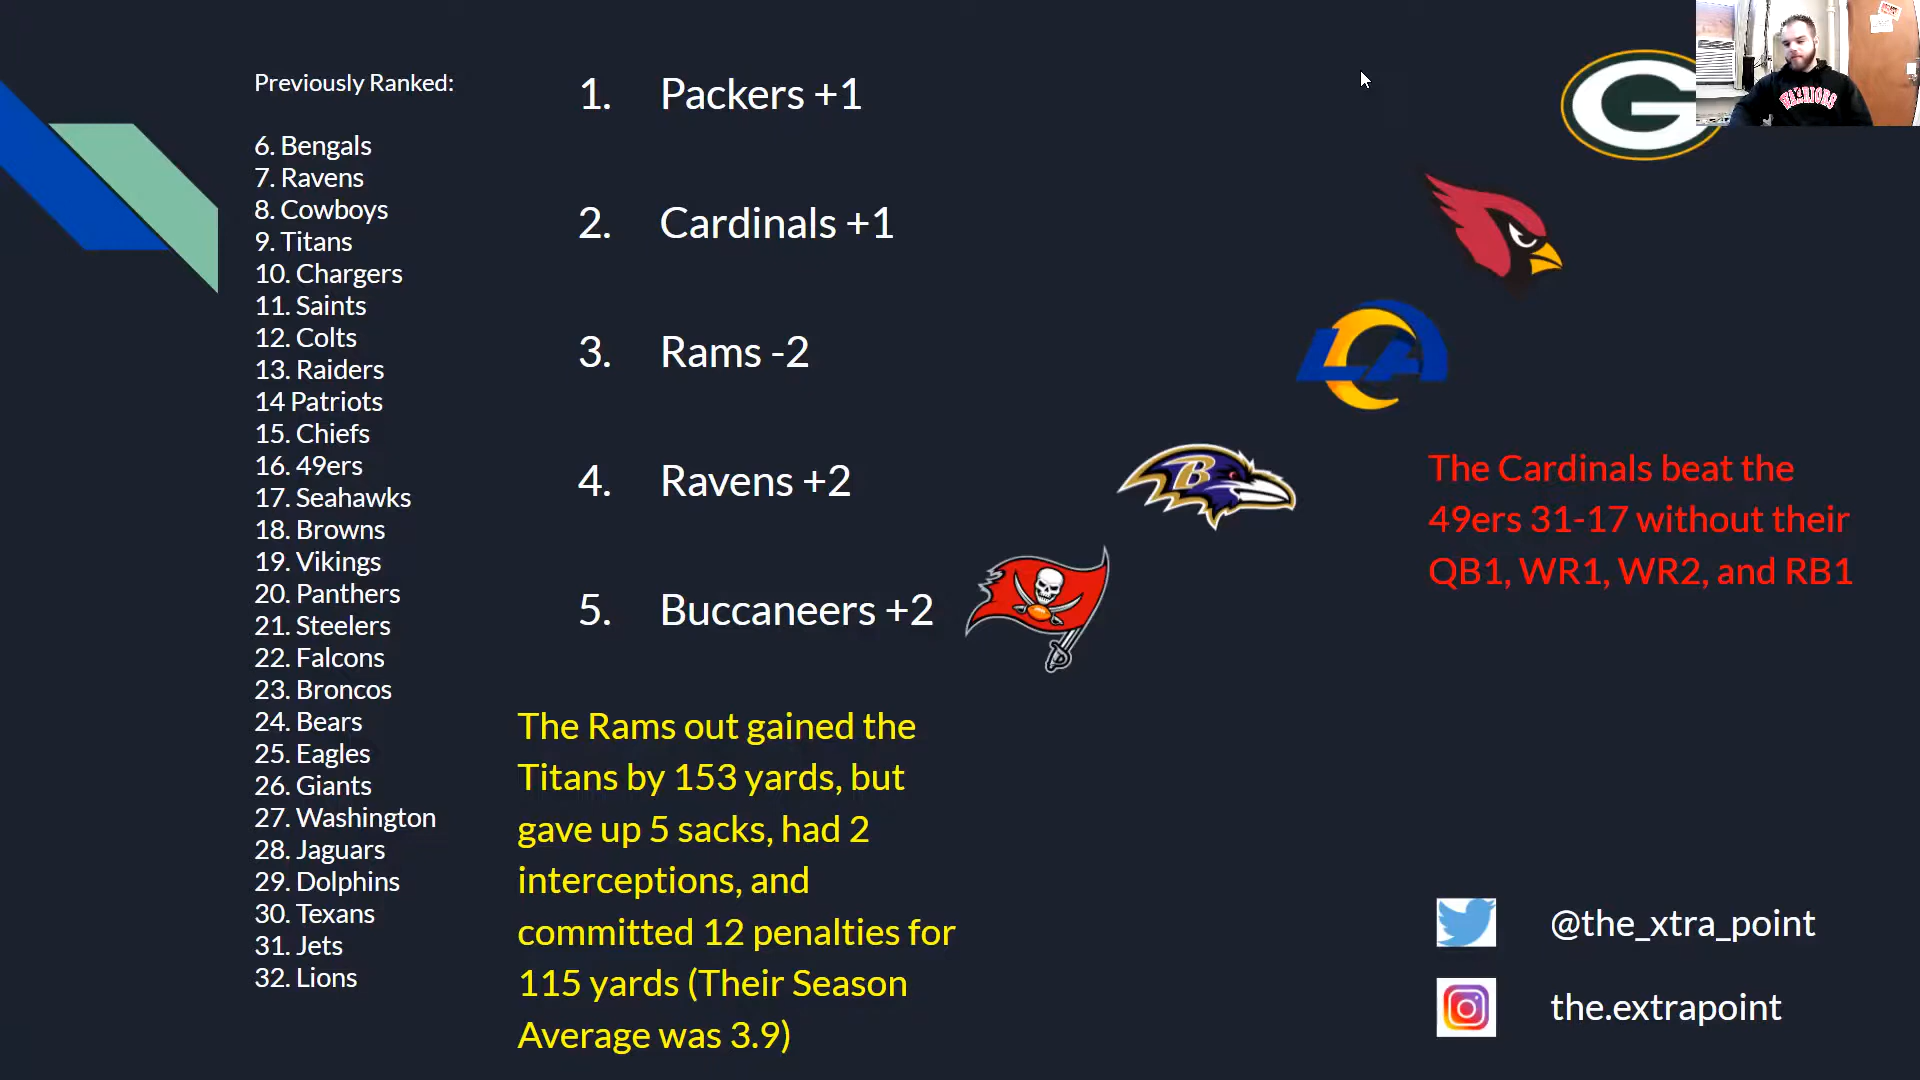 Previously Ranked:
6. Bengals
7. Ravens
8. Cowboys
9. Titans
10. Chargers
11. Saints
12. Colts
13. Raiders
14 Patriots
15. Chiefs
16. 49ers
17. Seahawks
18. Browns
19. Vikings
20. Panthers
21. Steelers
22. Falcons
23. Broncos
24. Bears
25. Eagles
26. Giants
27. Washington
28. Jaguars
29. Dolphins
30. Texans
31. Jets
32. Lions
1. Packers +1
2. Cardinals +1
3. Rams -2
4. Ravens +2
5. Buccaneers +2
The Rams out gained the
Titans by 153 yards, but
gave up 5 sacks, had 2
interceptions, and
committed 12 penalties for
115 yards (Their Season
Average was 3.9)
G
WARRIORS
LA
B
The Cardinals beat the
49ers 31-17 without their
QB1, WR1, WR2, and RB1
@the_xtra_point
the.extrapoint